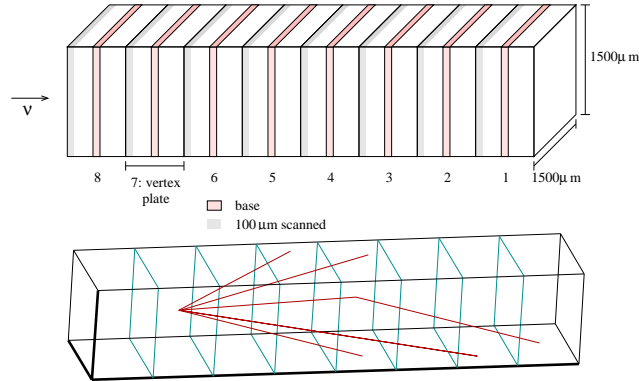 1500μ m
ν
8
7: vertex
plate
6
5
4
3
2
1
1500μ m
base
100 μm scanned